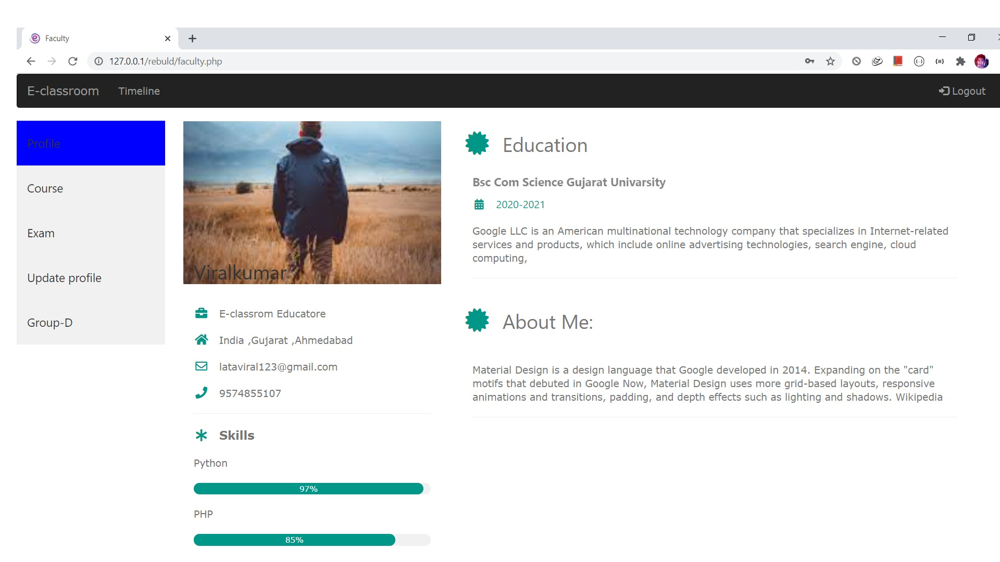 Faculty
127.0.0.1/rebuld/faculty.php
E-classroom Timeline Logout
Profile
Course
Exam
Update profile
Group-D
Viralkumar
E-classrom Educatore
India ,Gujarat ,Ahmedabad
lataviral123@gmail.com
9574855107
Skills
Python
97%
PHP
85%
Education
Bsc Com Science Gujarat Univarsity
2020-2021
Google LLC is an American multinational technology company that specializes in Internet-related
services and products, which include online advertising technologies, search engine, cloud
computing,
About Me:
Material Design is a design language that Google developed in 2014. Expanding on the "card"
motifs that debuted in Google Now, Material Design uses more grid-based layouts, responsive
animations and transitions, padding, and depth effects such as lighting and shadows. Wikipedia